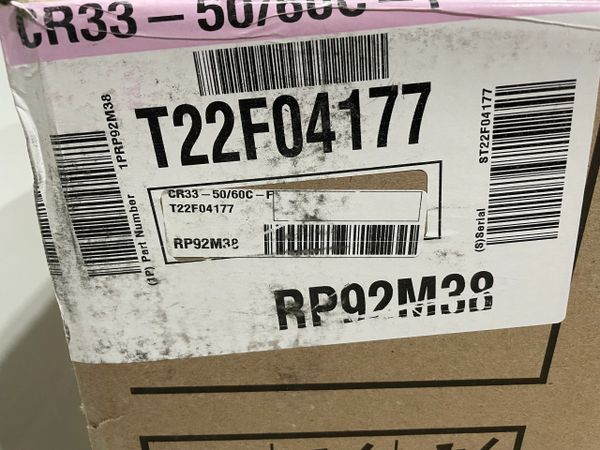 CR33-50/60C-F
T22F04177
1PRP92M38
(1P) Part Number
CR33-50/60C-F
T22F04177
RP92M38
ST22F04177
(S)Serial
RP92M38